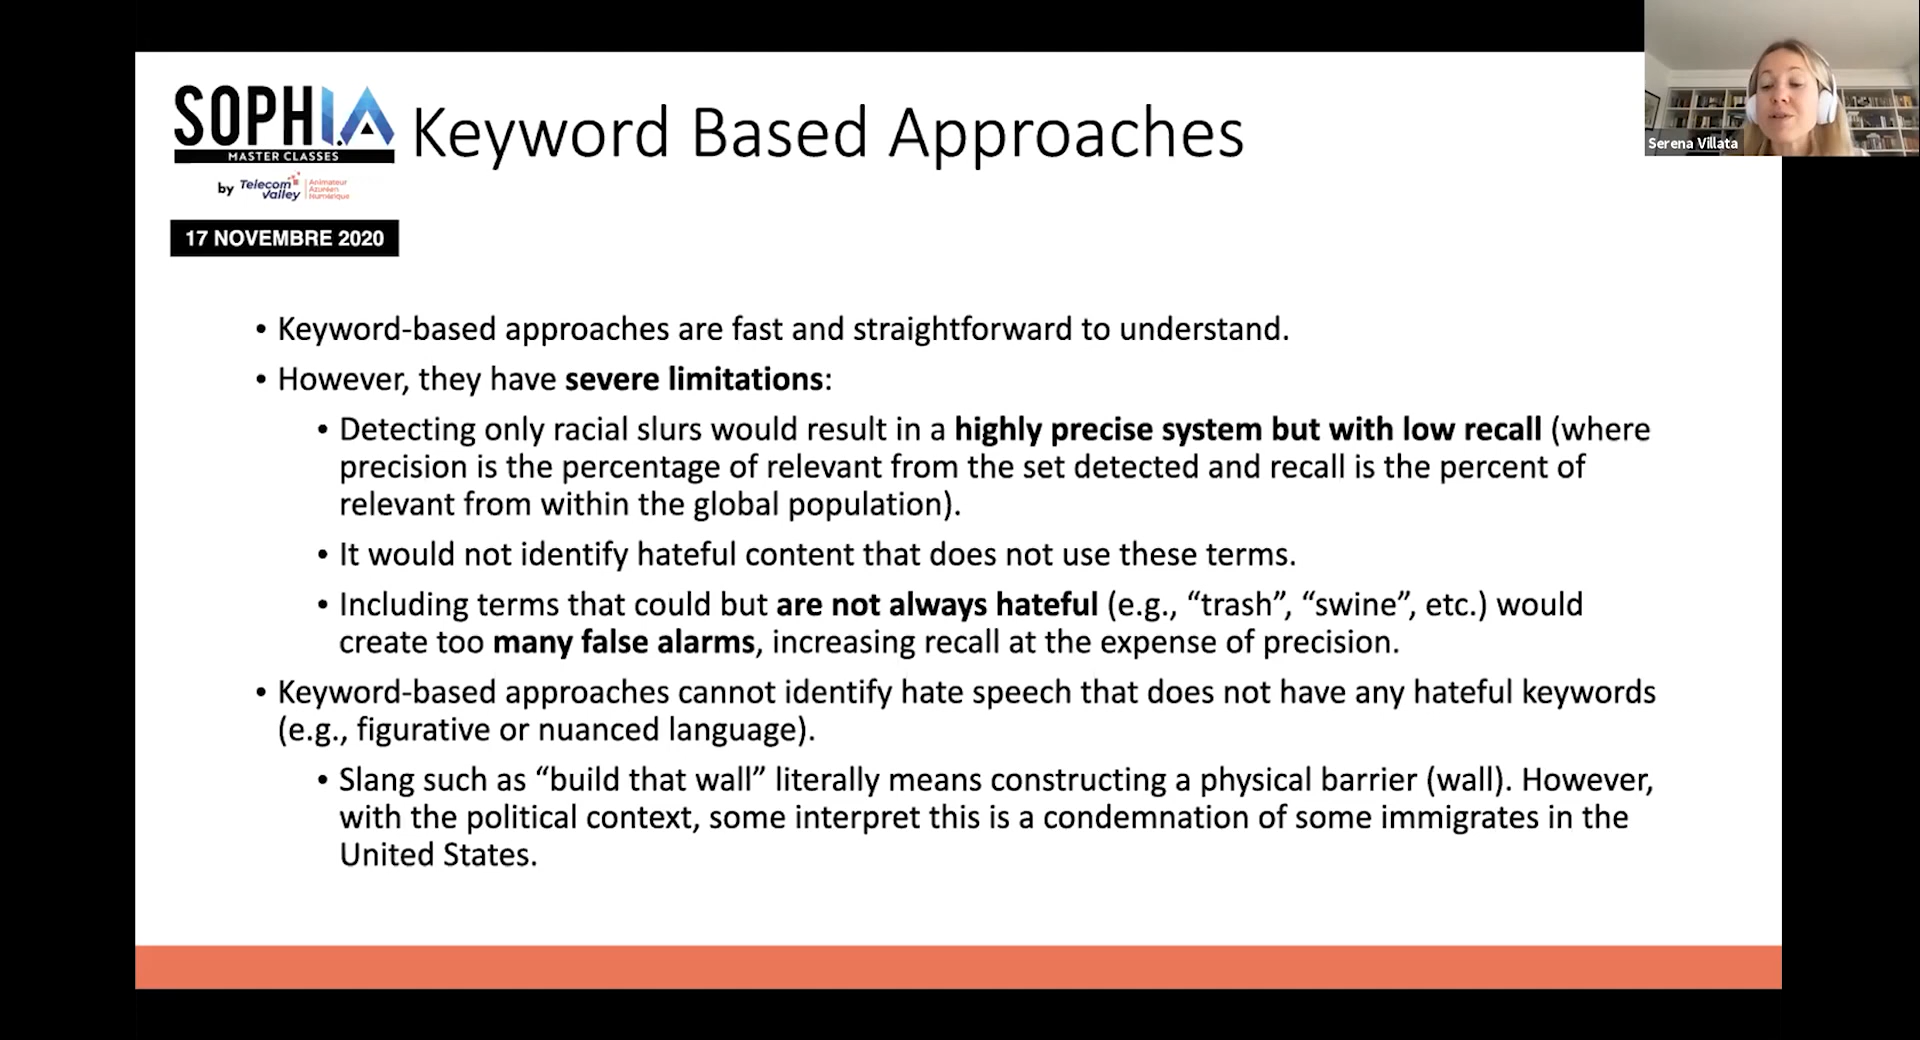 SOPHI.A
MASTER CLASSES
by Telecom Valley
Animateur
Azuréen
Numérique
Keyword Based Approaches
Serena Villata
17 NOVEMBRE 2020
• Keyword-based approaches are fast and straightforward to understand.
• However, they have severe limitations:
• Detecting only racial slurs would result in a highly precise system but with low recall (where
precision is the percentage of relevant from the set detected and recall is the percent of
relevant from within the global population).
• It would not identify hateful content that does not use these terms.
• Including terms that could but are not always hateful (e.g., “trash”, “swine”, etc.) would
create too many false alarms, increasing recall at the expense of precision.
• Keyword-based approaches cannot identify hate speech that does not have any hateful keywords
(e.g., figurative or nuanced language).
• Slang such as “build that wall” literally means constructing a physical barrier (wall). However,
with the political context, some interpret this is a condemnation of some immigrates in the
United States.